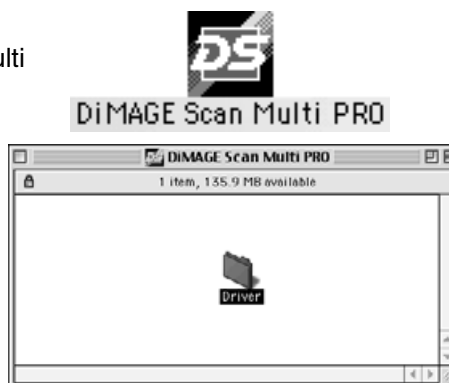 ulti
DS
DiMAGE Scan Multi PRO
DiMAGE Scan Multi PRO
1 item, 135.9 MB available
Driver